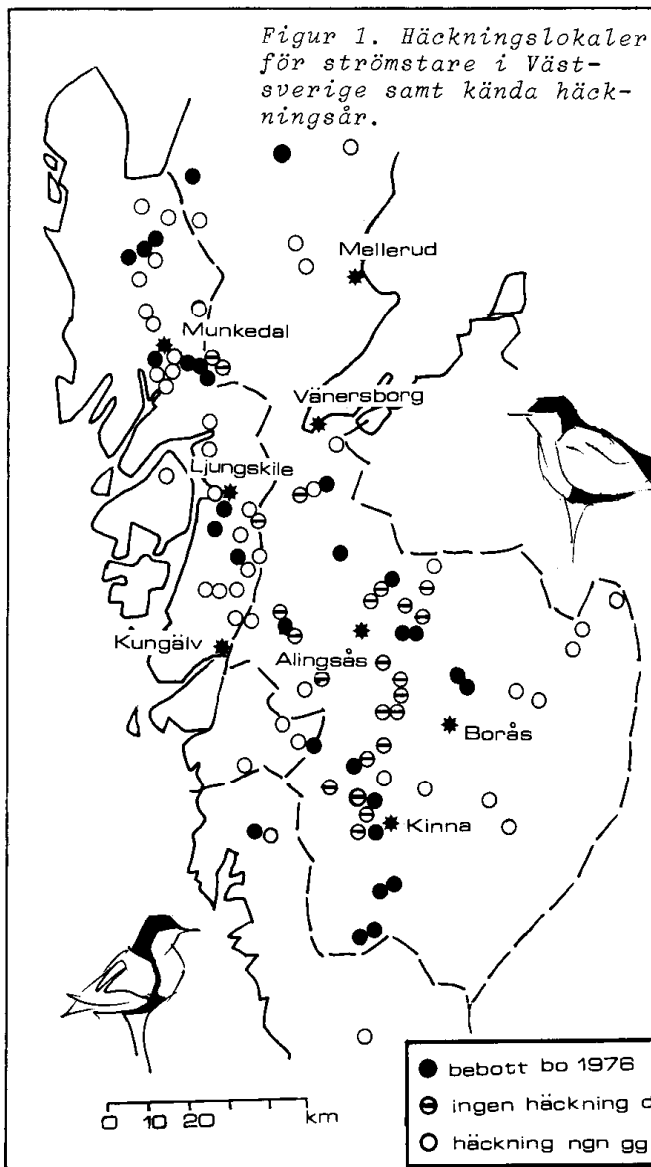 Figur 1. Häckningslokaler
för strömstare i Väst-
sverige samt kända häck-
ningsår.
Mellerud
Munkedal
Vänersborg
Ljungskile
Kungälv
Alingsås
Borås
Kinna
bebott bo 1976
ingen häckning d
häckning ngn gg
0 10 20 km